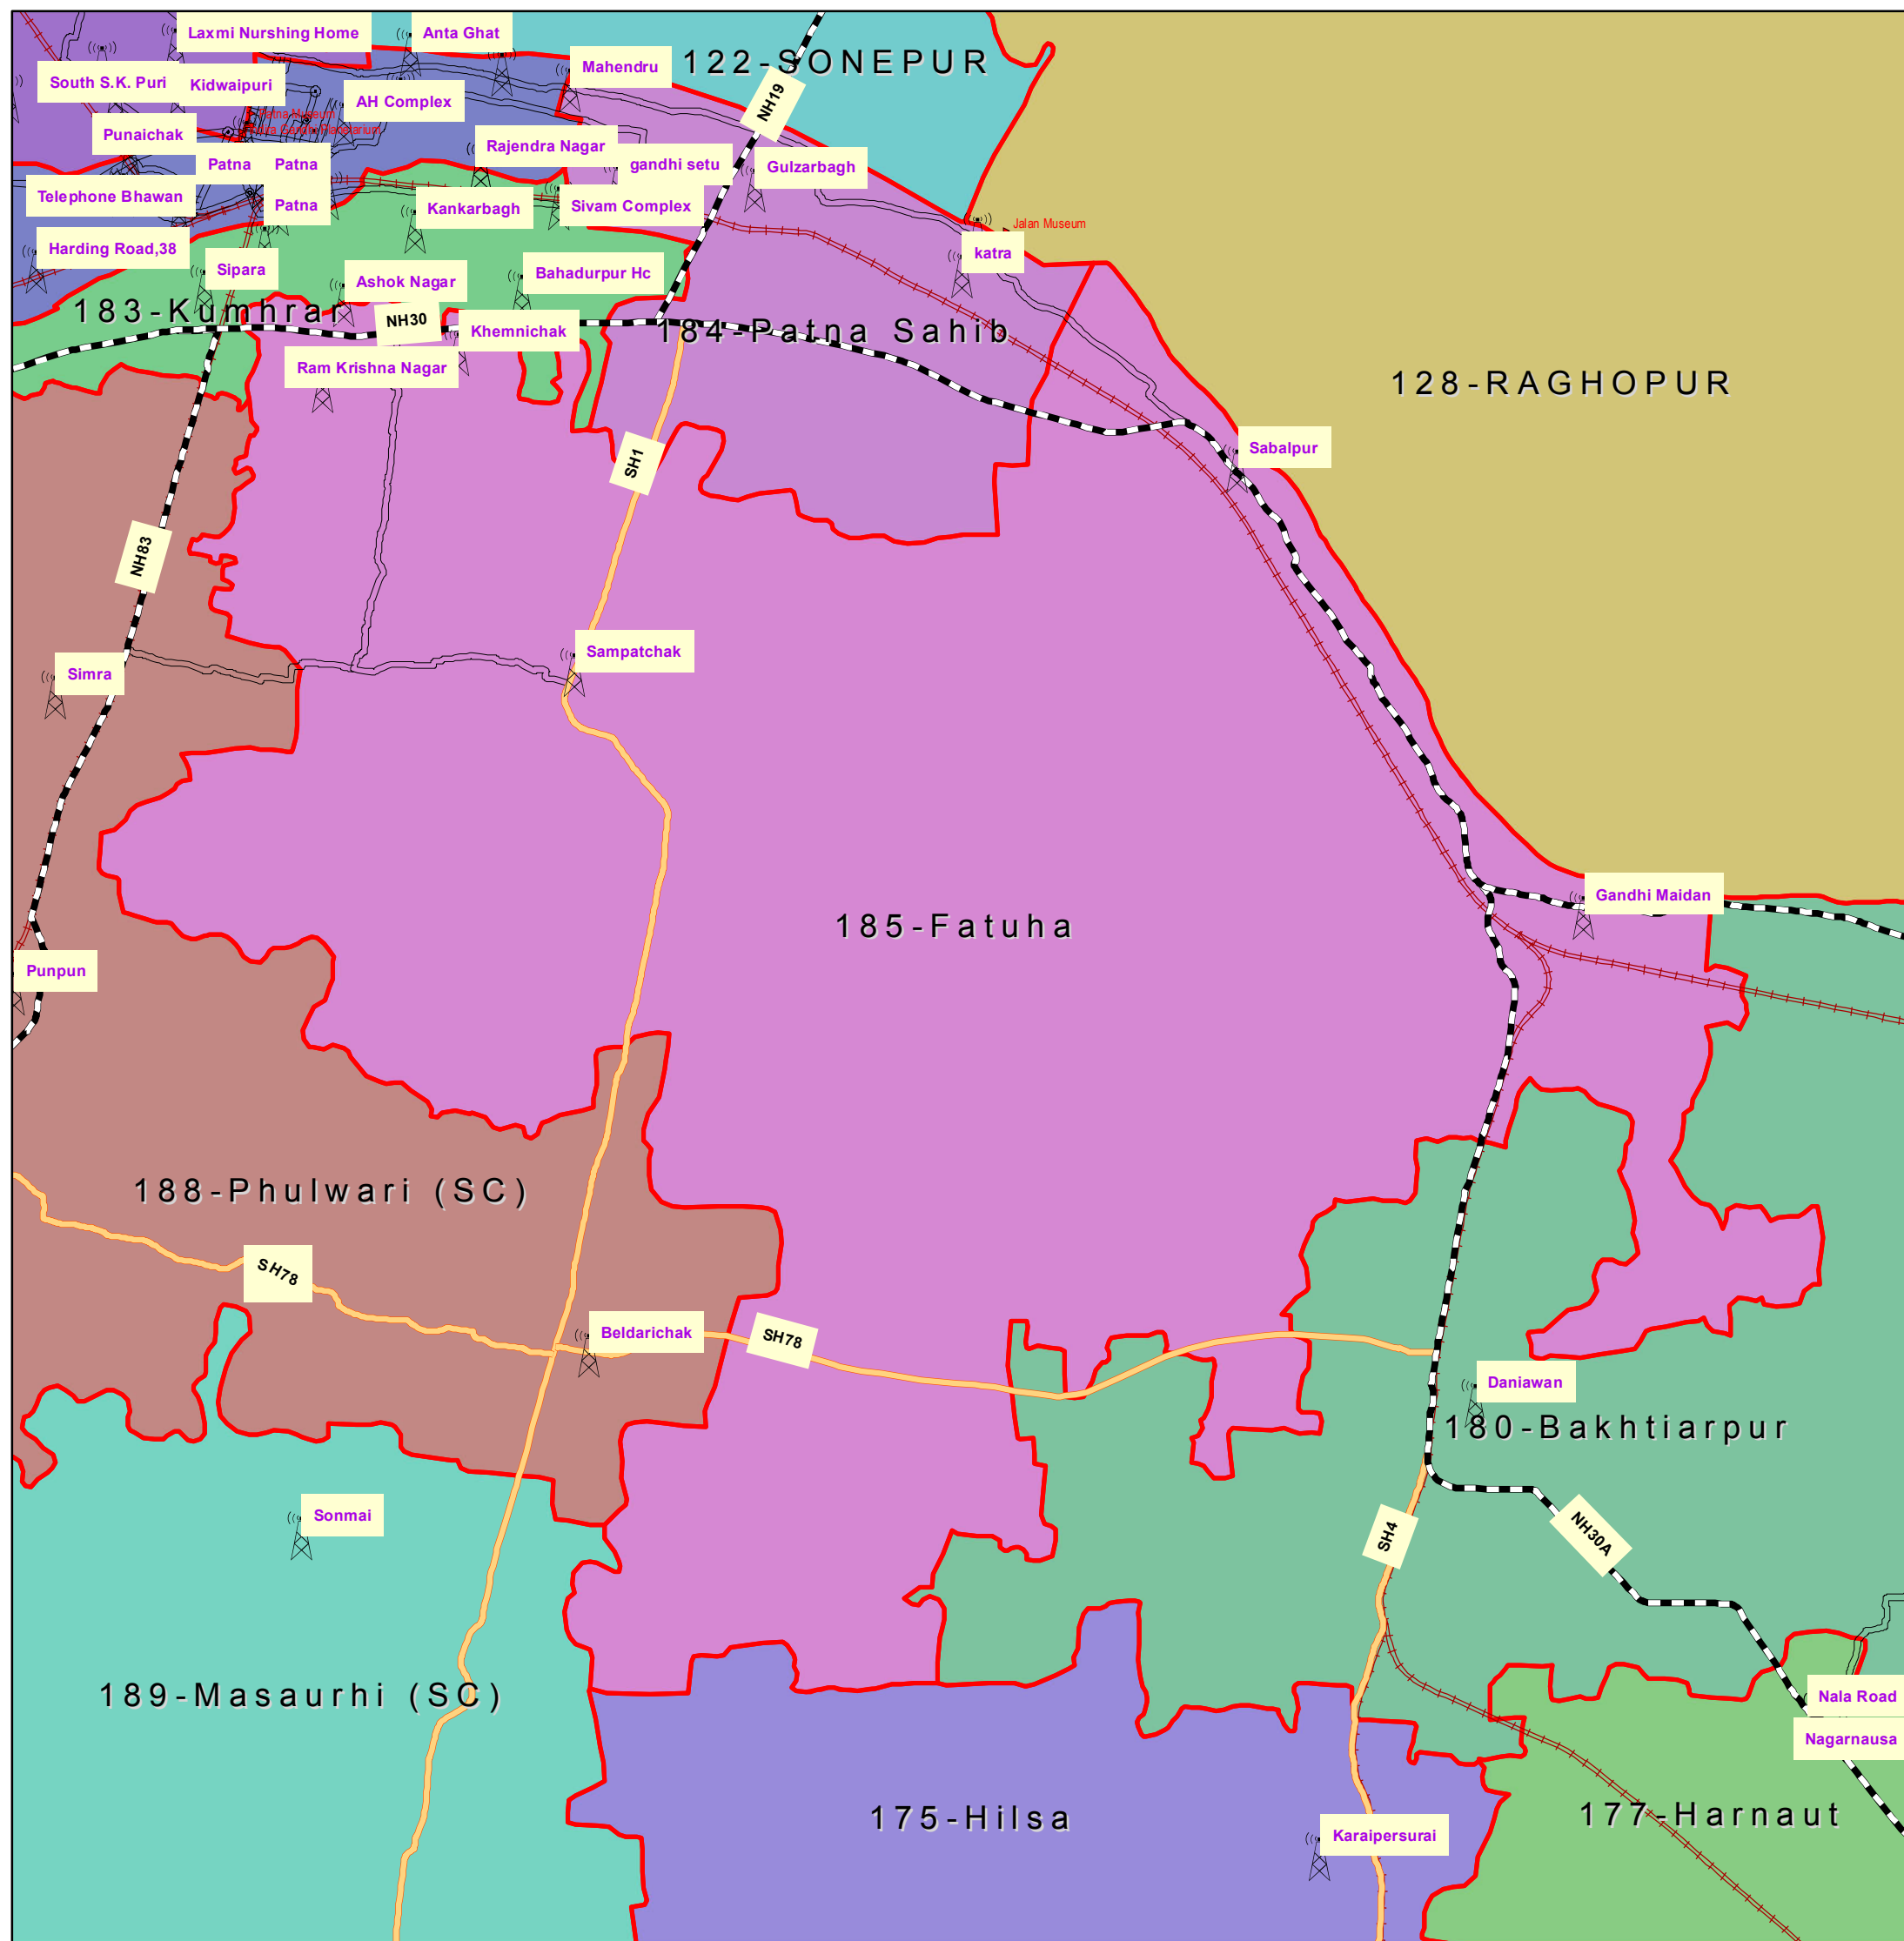 Laxmi Nurshing Home
Anta Ghat
122-SONEPUR
Mahendru
South S.K. Puri
Kidwaipuri
AH Complex
NH19
Patna Museum
Punaichak
Rajendra Nagar
Patna
Patna
gandhi setu
Gulzarbagh
Telephone Bhawan
Patna
Kankarbagh
Sivam Complex
Jalan Museum
Harding Road,38
katra
Sipara
Ashok Nagar
Bahadurpur Hc
183-Kumhrar
NH30
Khemnichak
184-Patna Sahib
Ram Krishna Nagar
128-RAGHOPUR
Sabalpur
SH1
NH83
Sampatchak
Simra
Gandhi Maidan
185-Fatuha
Punpun
188-Phulwari (SC)
SH78
Beldarichak
SH78
Daniawan
180-Bakhtiarpur
Sonmai
SH4
NH30A
189-Masaurhi (SC)
Nala Road
Nagarnausa
175-Hilsa
177-Harnaut
Karaipersurai